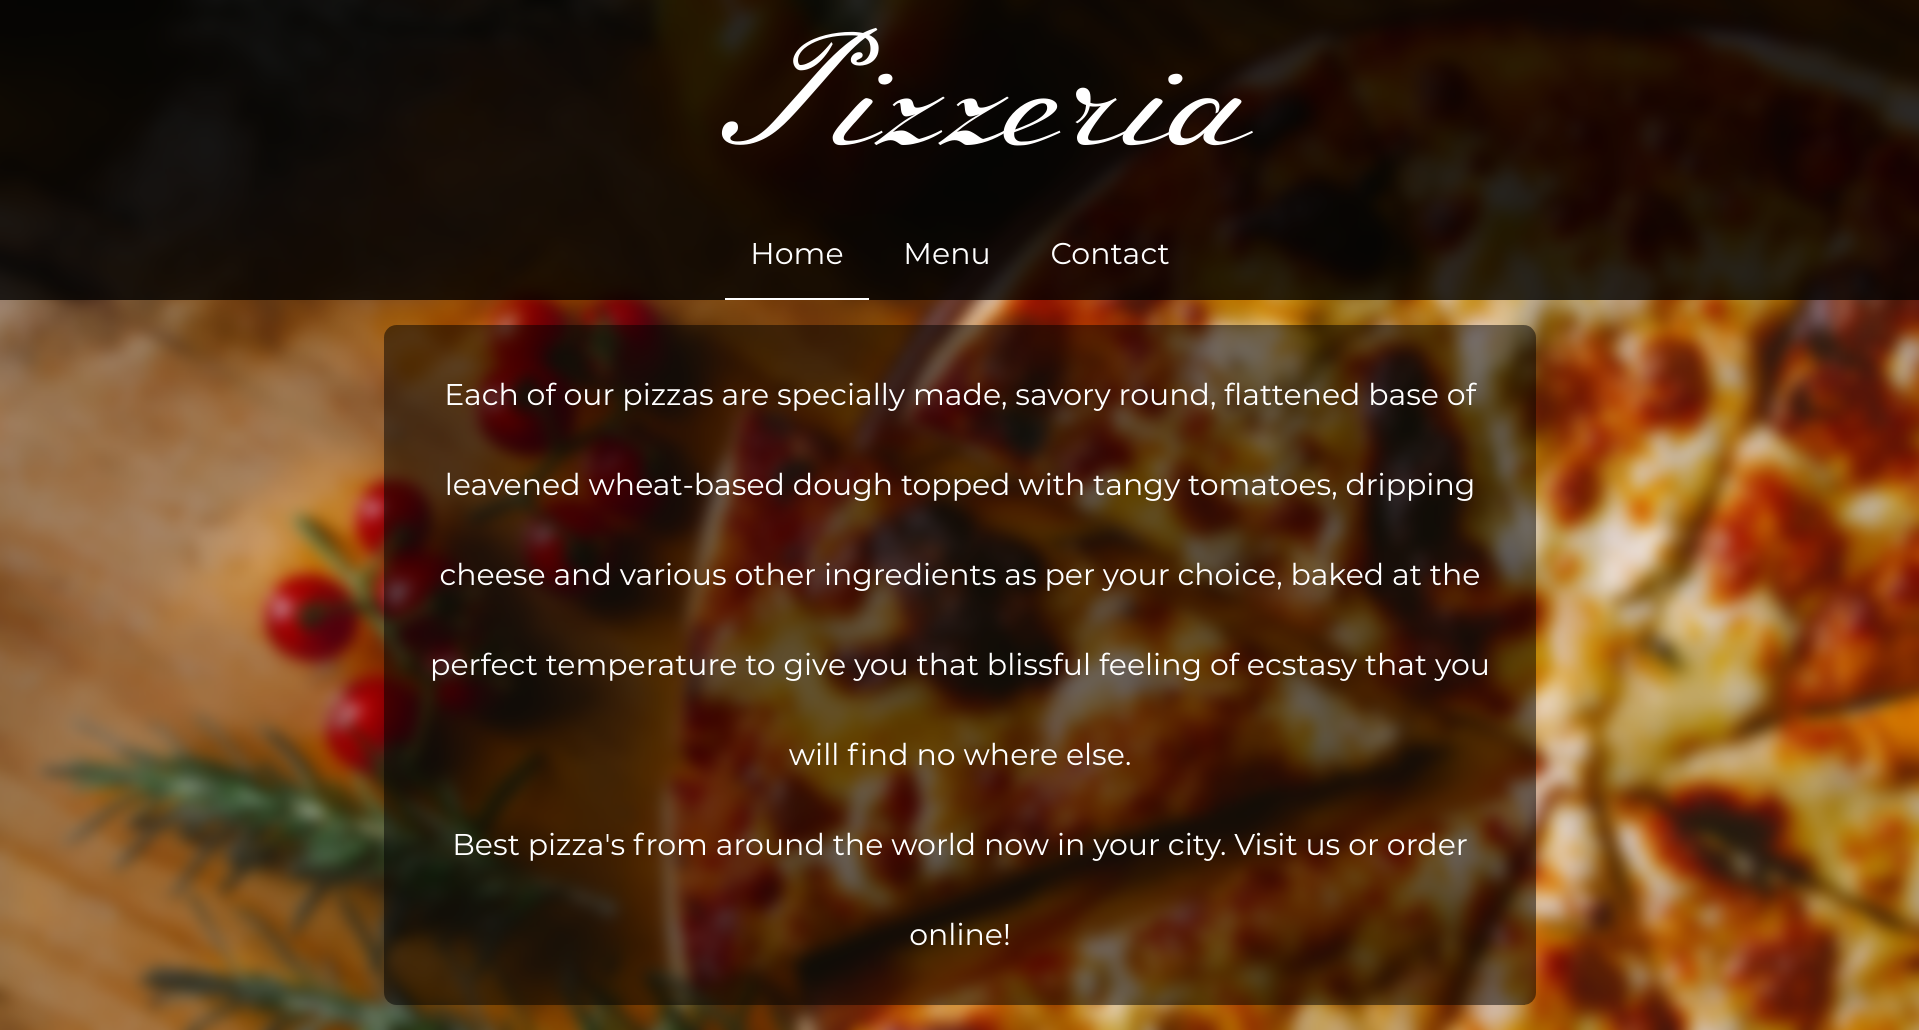 Pizzeria
Home Menu Contact
Each of our pizzas are specially made, savory round, flattened base of
leavened wheat-based dough topped with tangy tomatoes, dripping
cheese and various other ingredients as per your choice, baked at the
perfect temperature to give you that blissful feeling of ecstasy that you
will find no where else.
Best pizza's from around the world now in your city. Visit us or order
online!